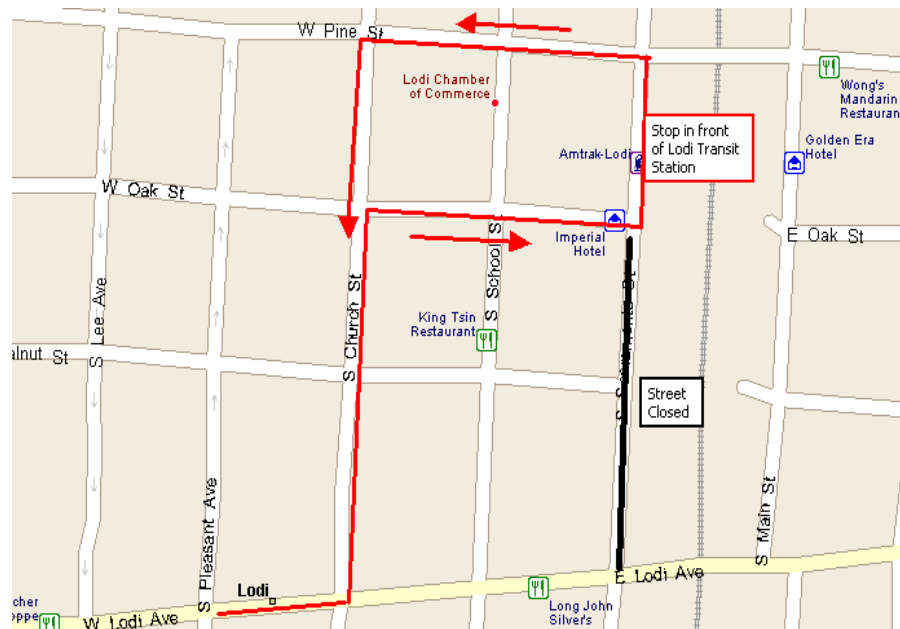 W Pine St
Lodi Chamber
of Commerce
Wong's
Mandarin
Restauran
Stop in front
of Lodi Transit
Station
Amtrak-Lodi
Golden Era
Hotel
W Oak St
E Oak St
Imperial
Hotel
S School St
S Lee Ave
S Church St
King Tsin
Restaurant
alnut St
Street
Closed
S Pleasant Ave
S Main St
E Lodi Ave
Lodi
Long John
Silver's
cher
oppe
W Lodi Ave